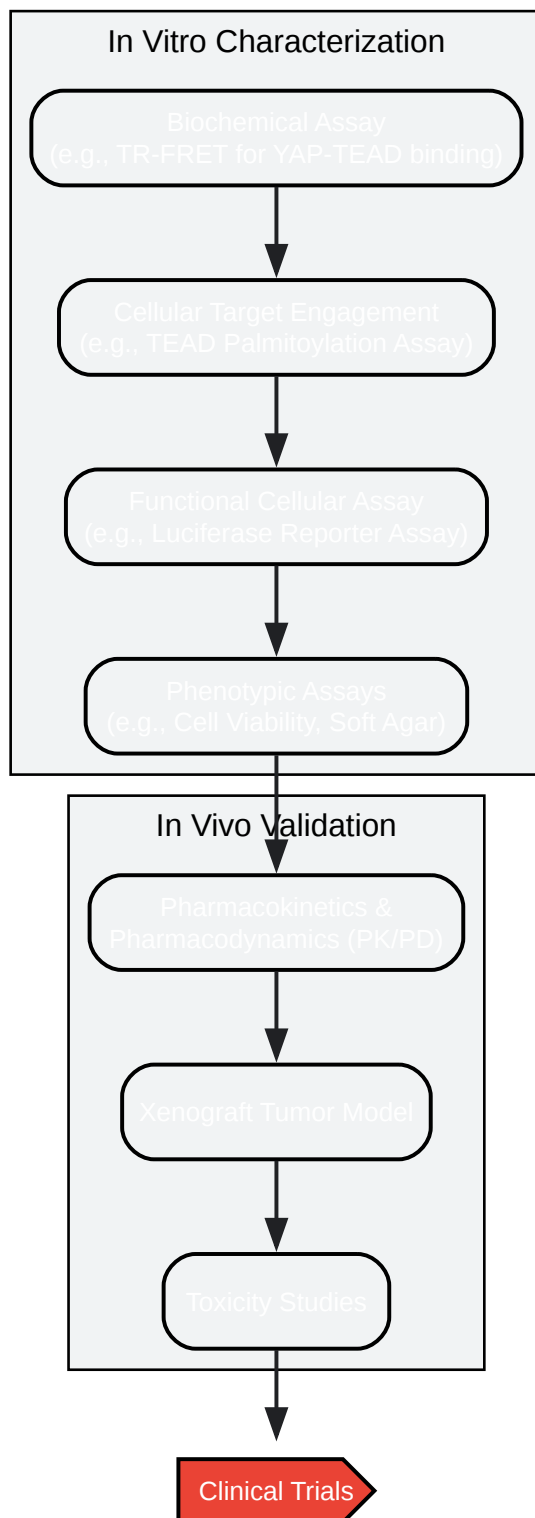 In Vitro Characterization
Biochemical Assay
(e.g., TR-FRET for YAP-TEAD binding)
Cellular Target Engagement
(e.g., TEAD Palmitoylation Assay)
Functional Cellular Assay
(e.g., Luciferase Reporter Assay)
Phenotypic Assays
(e.g., Cell Viability, Soft Agar)
In Vivo Validation
Pharmacokinetics &
Pharmacodynamics (PK/PD)
Xenograft Tumor Model
Toxicity Studies
Clinical Trials